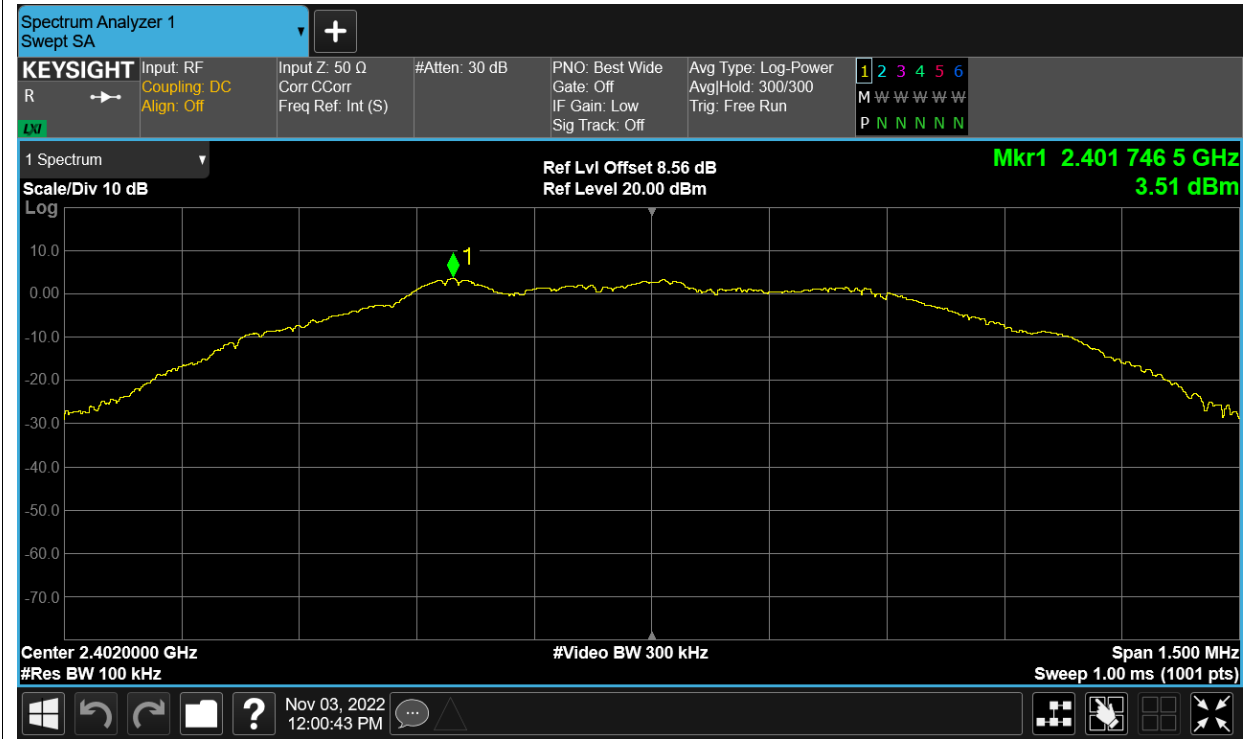 Spectrum Analyzer 1
Swept SA
+
KEYSIGHT
R
LXI
Input: RF
Coupling: DC
Align: Off
Input Z: 50 Ω
Corr CCorr
Freq Ref: Int (S)
#Atten: 30 dB
PNO: Best Wide
Gate: Off
IF Gain: Low
Sig Track: Off
Avg Type: Log-Power
Avg|Hold: 300/300
Trig: Free Run
1 2 3 4 5 6
M W W W W W
P N N N N N
1 Spectrum
Scale/Div 10 dB
Log
Ref Lvl Offset 8.56 dB
Ref Level 20.00 dBm
Mkr1 2.401 746 5 GHz
3.51 dBm
1
10.0
0.00
-10.0
-20.0
-30.0
-40.0
-50.0
-60.0
-70.0
Center 2.4020000 GHz
#Res BW 100 kHz
#Video BW 300 kHz
Span 1.500 MHz
Sweep 1.00 ms (1001 pts)
?
Nov 03, 2022
12:00:43 PM